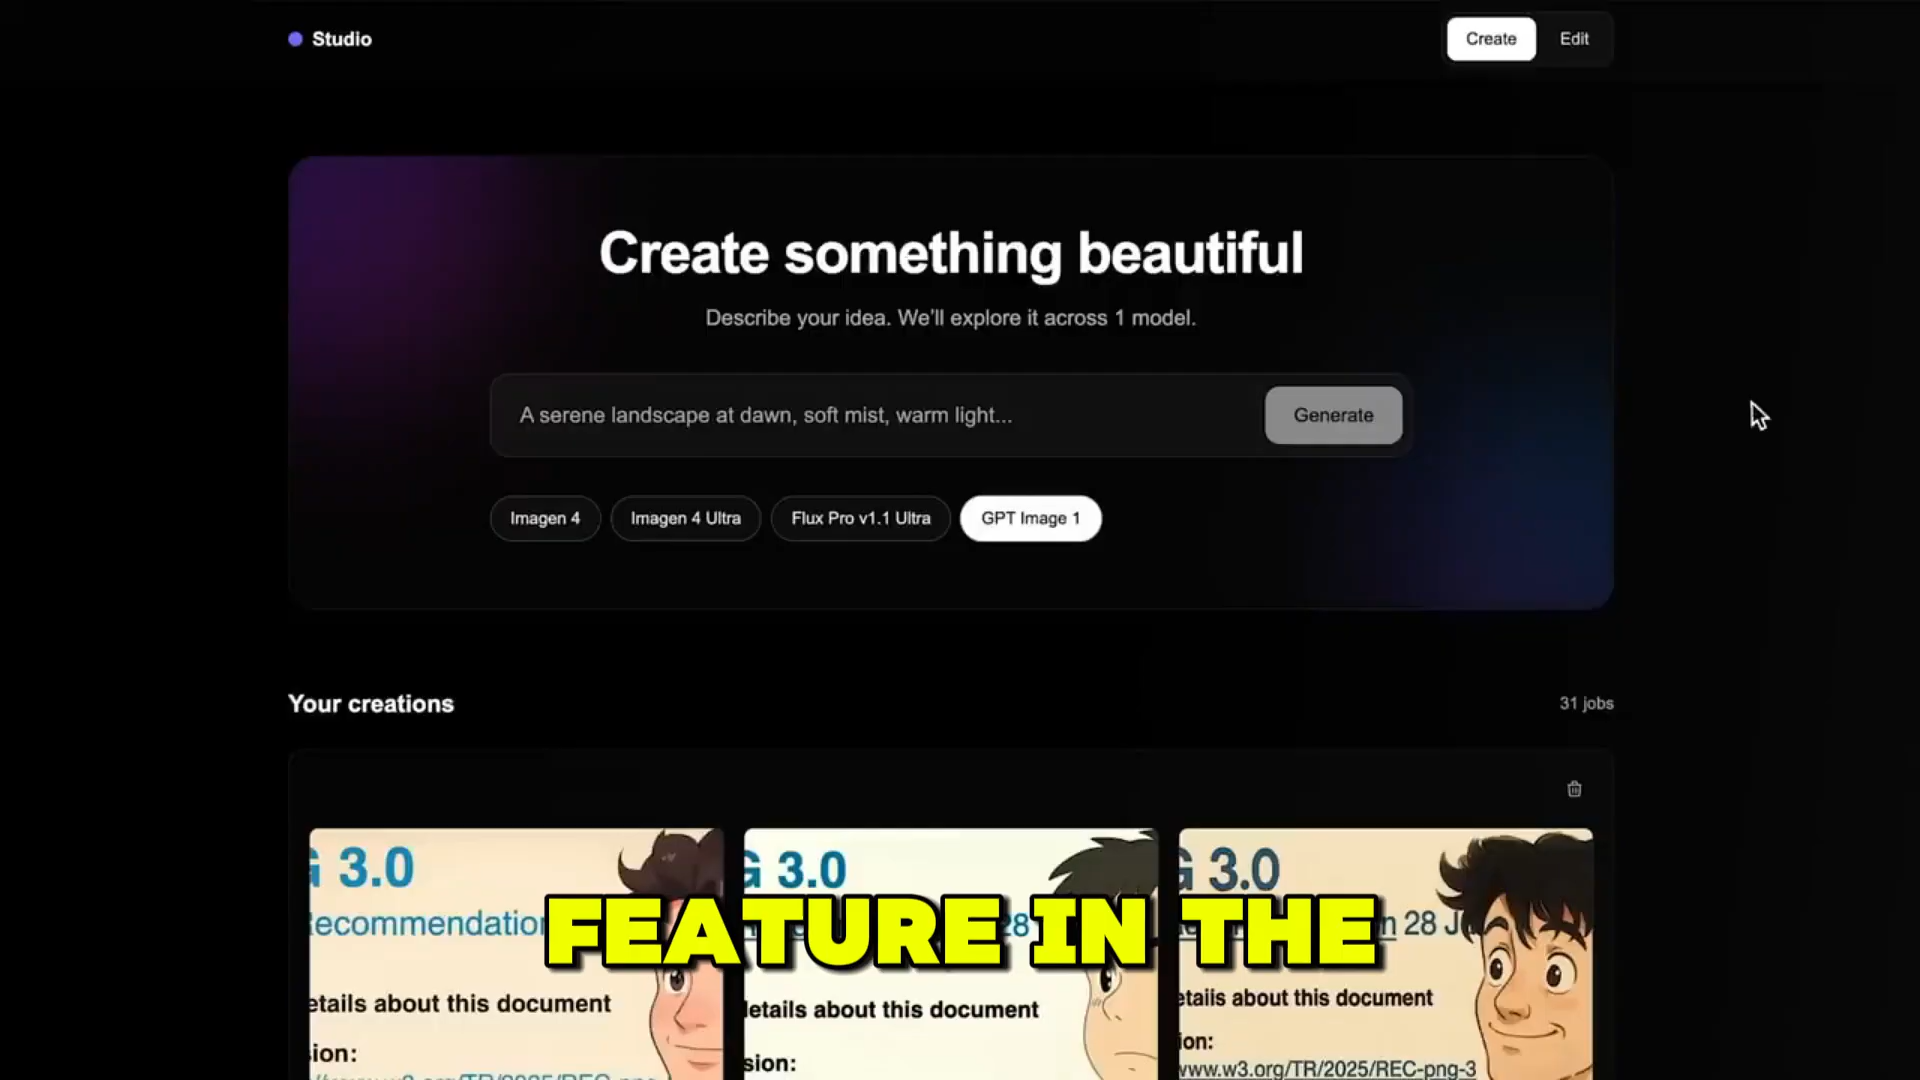 Studio
Create
Edit
Create something beautiful
Describe your idea. We'll explore it across 1 model.
A serene landscape at dawn, soft mist, warm light...
Generate
Imagen 4
Imagen 4 Ultra
Flux Pro v1.1 Ultra
GPT Image 1
Your creations
31 jobs
G 3.0
G 3.0
G 3.0
28
28 J
FEATURE IN THE
etails about this document
letails about this document
etails about this document
sion:
sion:
ion:
www.w3.org/TR/2025/REC-png-3